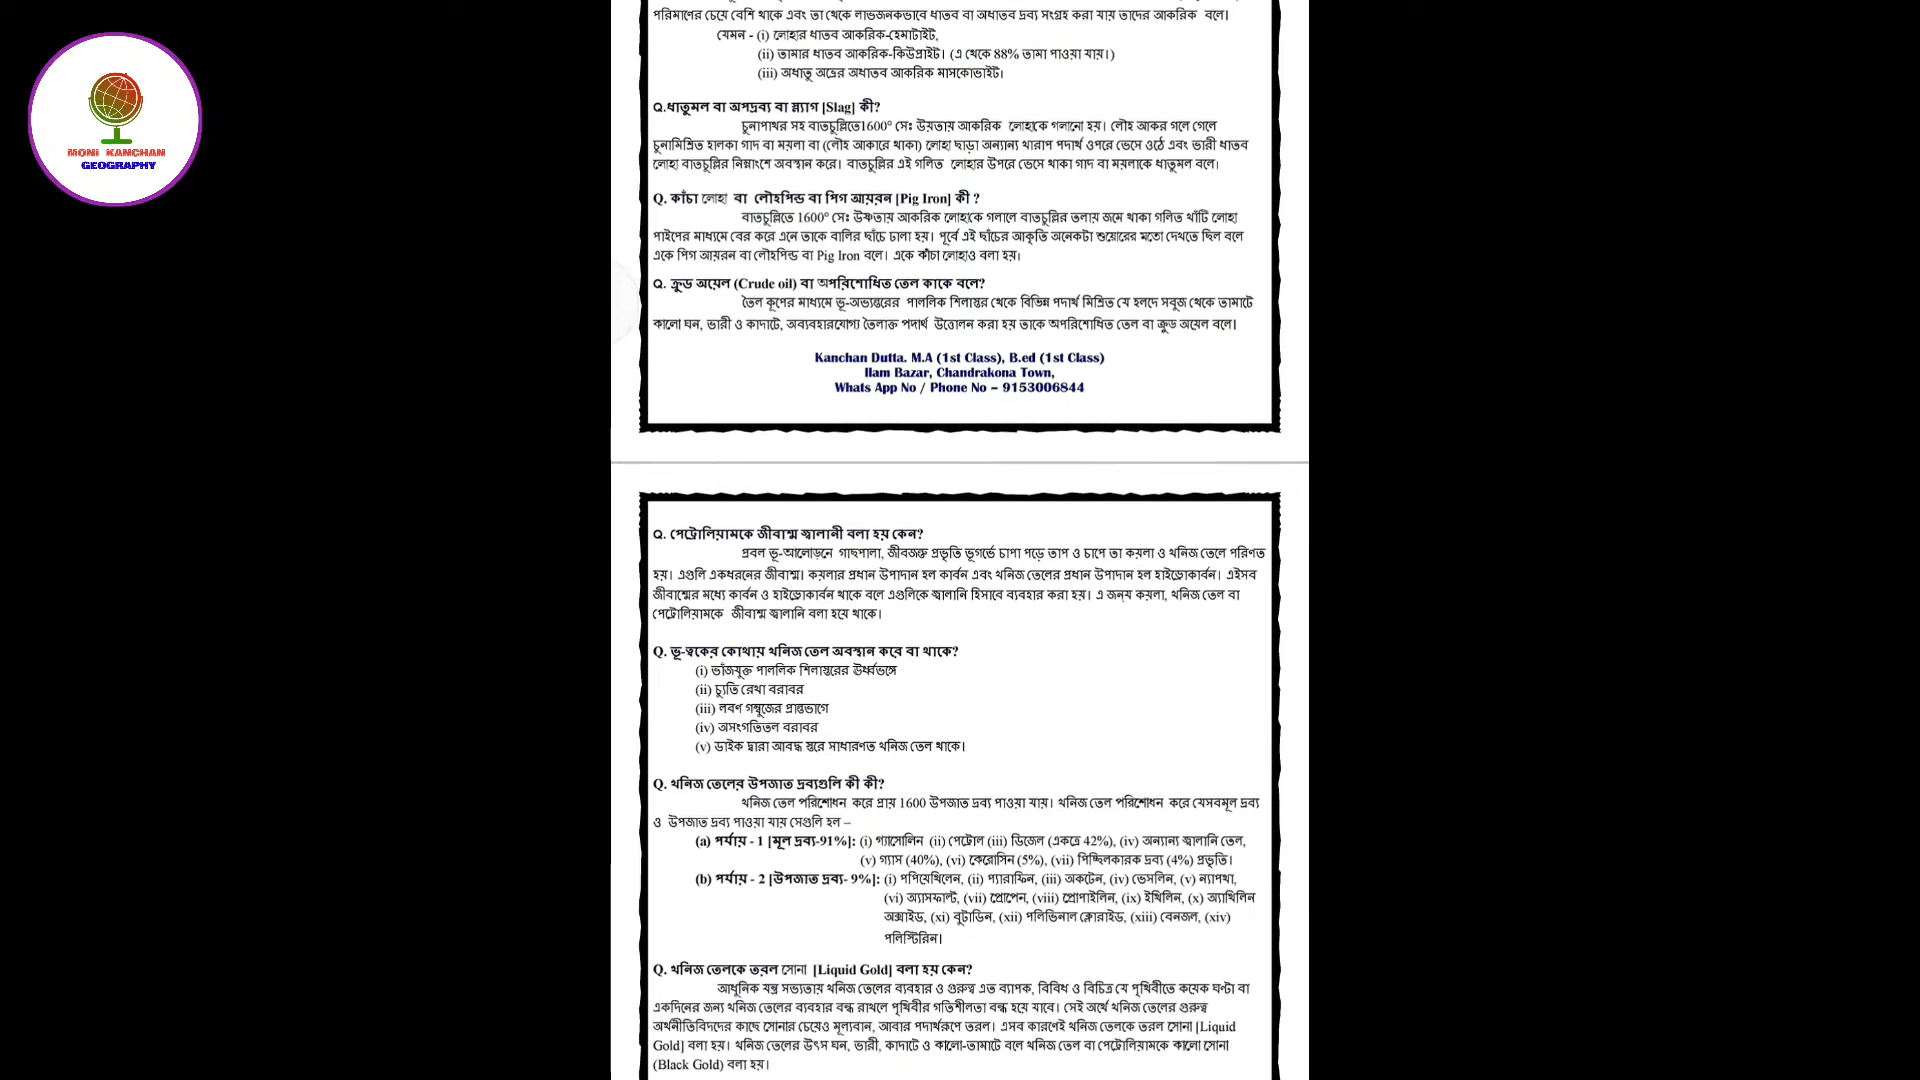 MONI KANCHAN
GEOGRAPHY
পরিমাণের চেয়ে বেশি থাকে এবং তা থেকে লাভজনকভাবে ধাতব বা অধাতব দ্রব্য সংগ্রহ করা যায় তাদের আকরিক বলে।
যেমন - (i) লোহার ধাতব আকরিক-হেমাটাইট,
(ii) তামার ধাতব আকরিক-কিউপ্রাইট। (এ থেকে 88% তামা পাওয়া যায়।)
(iii) অধাতু অভ্রের অধাতব আকরিক মাসকোভাইট।
Q.ধাতুমল বা অপদ্রব্য বা স্ল্যাগ [Slag] কী?
চুনাপাথর সহ বাতচুল্লিতে1600° সেঃ উয়তায় আকরিক লোহাকে গলানো হয়। লৌহ আকর গলে গেলে
চুনামিশ্রিত হালকা গাদ বা ময়লা বা (লৌহ আকারে থাকা) লোহা ছাড়া অন্যান্য খারাপ পদার্থ ওপরে ভেসে ওঠে এবং ভারী ধাতব
লোহা বাতচুল্লির নিম্নাংশে অবস্থান করে। বাতচুল্লির এই গলিত লোহার উপরে ভেসে থাকা গাদ বা ময়লাকে ধাতুমল বলে।
Q. কাঁচা লোহা বা লৌহপিন্ড বা পিগ আয়রন [Pig Iron] কী ?
বাতচুল্লিতে 1600° সেঃ উষ্ণতায় আকরিক লোহাকে গলালে বাতচুল্লির তলায় জমে থাকা গলিত খাঁটি লোহা
পাইপের মাধ্যমে বের করে এনে তাকে বালির ছাঁচে ঢালা হয়। পূর্বে এই ছাঁচের আকৃতি অনেকটা শুয়োরের মতো দেখতে ছিল বলে
একে পিগ আয়রন বা লৌহপিন্ড বা Pig Iron বলে। একে কাঁচা লোহাও বলা হয়।
Q. ক্রুড অয়েল (Crude oil) বা অপরিশোধিত তেল কাকে বলে?
তৈল কূপের মাধ্যমে ভূ-অভ্যন্তরের পাললিক শিলাস্তর থেকে বিভিন্ন পদার্থ মিশ্রিত যে হলদে সবুজ থেকে তামাটে
কালো ঘন, ভারী ও কাদাটে, অব্যবহারযোগ্য তৈলাক্ত পদার্থ উত্তোলন করা হয় তাকে অপরিশোধিত তেল বা ক্রুড অয়েল বলে।
Kanchan Dutta. M.A (1st Class), B.ed (1st Class)
Ilam Bazar, Chandrakona Town,
Whats App No / Phone No – 9153006844
Q. পেট্রোলিয়ামকে জীবাশ্ম জ্বালানী বলা হয় কেন?
প্রবল ভূ-আলোড়নে গাছপালা, জীবজন্তু প্রভৃতি ভূগর্ভে চাপা পড়ে তাপ ও চাপে তা কয়লা ও খনিজ তেলে পরিণত
হয়। এগুলি একধরনের জীবাশ্ম। কয়লার প্রধান উপাদান হল কার্বন এবং খনিজ তেলের প্রধান উপাদান হল হাইড্রোকার্বন। এইসব
জীবাশ্মের মধ্যে কার্বন ও হাইড্রোকার্বন থাকে বলে এগুলিকে জ্বালানি হিসাবে ব্যবহার করা হয়। এ জন্য কয়লা, খনিজ তেল বা
পেট্রোলিয়ামকে জীবাশ্ম জ্বালানি বলা হয়ে থাকে।
Q. ভূ-ত্বকের কোথায় খনিজ তেল অবস্থান করে বা থাকে?
(i) ভাঁজযুক্ত পাললিক শিলাস্তরের ঊর্ধ্বভঙ্গে
(ii) চ্যুতি রেখা বরাবর
(iii) লবণ গম্বুজের প্রান্তভাগে
(iv) অসংগতিতল বরাবর
(v) ডাইক দ্বারা আবদ্ধ স্তরে সাধারণত খনিজ তেল থাকে।
Q. খনিজ তেলের উপজাত দ্রব্যগুলি কী কী?
খনিজ তেল পরিশোধন করে প্রায় 1600 উপজাত দ্রব্য পাওয়া যায়। খনিজ তেল পরিশোধন করে যেসবমূল দ্রব্য
ও উপজাত দ্রব্য পাওয়া যায় সেগুলি হল –
(a) পর্যায় - 1 [মূল দ্রব্য-91%]: (i) গ্যাসোলিন (ii) পেট্রোল (iii) ডিজেল (একত্রে 42%), (iv) অন্যান্য জ্বালানি তেল,
(v) গ্যাস (40%), (vi) কেরোসিন (5%), (vii) পিচ্ছিলকারক দ্রব্য (4%) প্রভৃতি।
(b) পর্যায় - 2 [উপজাত দ্রব্য- 9%]: (i) পপিয়েথিলেন, (ii) প্যারাফিন, (iii) অকটেন, (iv) ভেসলিন, (v) ন্যাপথা,
(vi) অ্যাসফাল্ট, (vii) প্রোপেন, (viii) প্রোপাইলিন, (ix) ইথিলিন, (x) অ্যাথিলিন
অক্সাইড, (xi) বুটাডিন, (xii) পলিভিনাল ক্লোরাইড, (xiii) বেনজল, (xiv)
পলিস্টিরিন।
Q. খনিজ তেলকে তরল সোনা [Liquid Gold] বলা হয় কেন?
আধুনিক যন্ত্র সভ্যতায় খনিজ তেলের ব্যবহার ও গুরুত্ব এত ব্যাপক, বিবিধ ও বিচিত্র যে পৃথিবীতে কয়েক ঘণ্টা বা
একদিনের জন্য খনিজ তেলের ব্যবহার বন্ধ রাখলে পৃথিবীর গতিশীলতা বন্ধ হয়ে যাবে। সেই অর্থে খনিজ তেলের গুরুত্ব
অর্থনীতিবিদদের কাছে সোনার চেয়েও মূল্যবান, আবার পদার্থরূপে তরল। এসব কারণেই খনিজ তেলকে তরল সোনা [Liquid
Gold] বলা হয়। খনিজ তেলের উৎস ঘন, ভারী, কাদাটে ও কালো-তামাটে বলে খনিজ তেল বা পেট্রোলিয়ামকে কালো সোনা
(Black Gold) বলা হয়।